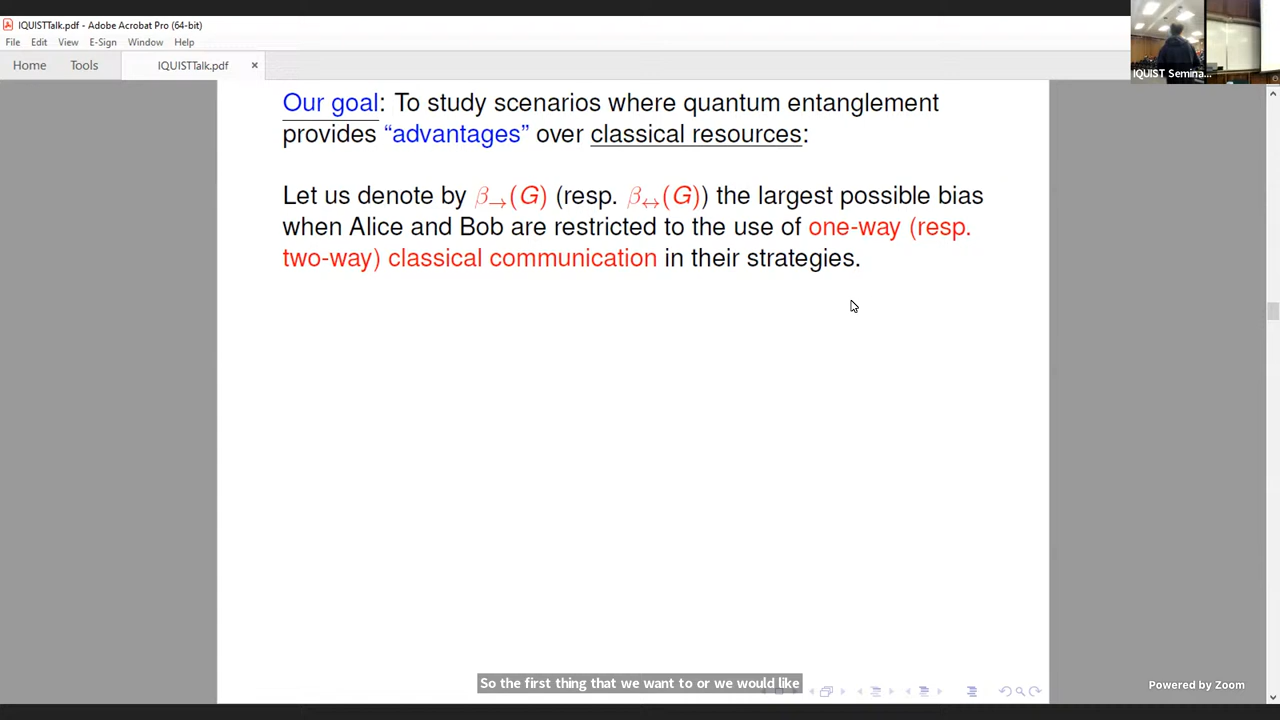 IQUISTTalk.pdf - Adobe Acrobat Pro (64-bit)
File Edit View E-Sign Window Help
Home Tools IQUISTTalk.pdf ×
IQUIST Semina...
Our goal: To study scenarios where quantum entanglement
provides “advantages” over classical resources:
Let us denote by β→(G) (resp. β↔(G)) the largest possible bias
when Alice and Bob are restricted to the use of one-way (resp.
two-way) classical communication in their strategies.
So the first thing that we want to or we would like
Powered by Zoom